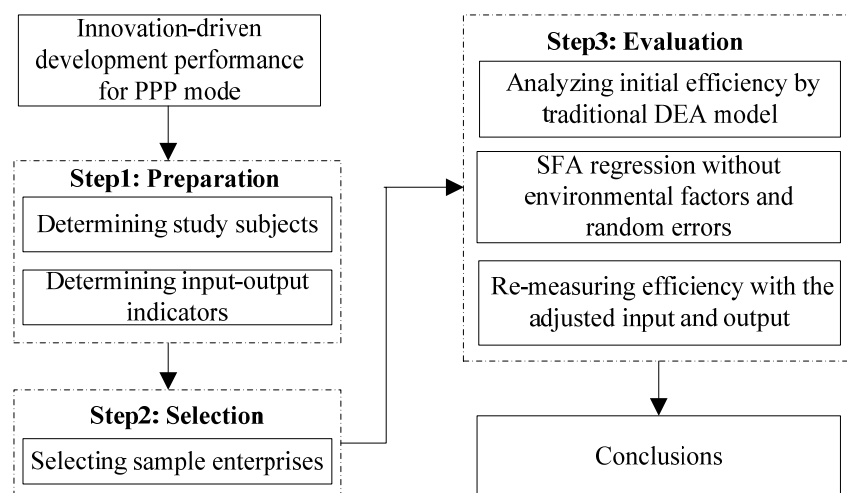 Innovation-driven
development performance
for PPP mode
Step1: Preparation
Determining study subjects
Determining input-output
indicators
Step2: Selection
Selecting sample enterprises
Step3: Evaluation
Analyzing initial efficiency by
traditional DEA model
SFA regression without
environmental factors and
random errors
Re-measuring efficiency with the
adjusted input and output
Conclusions